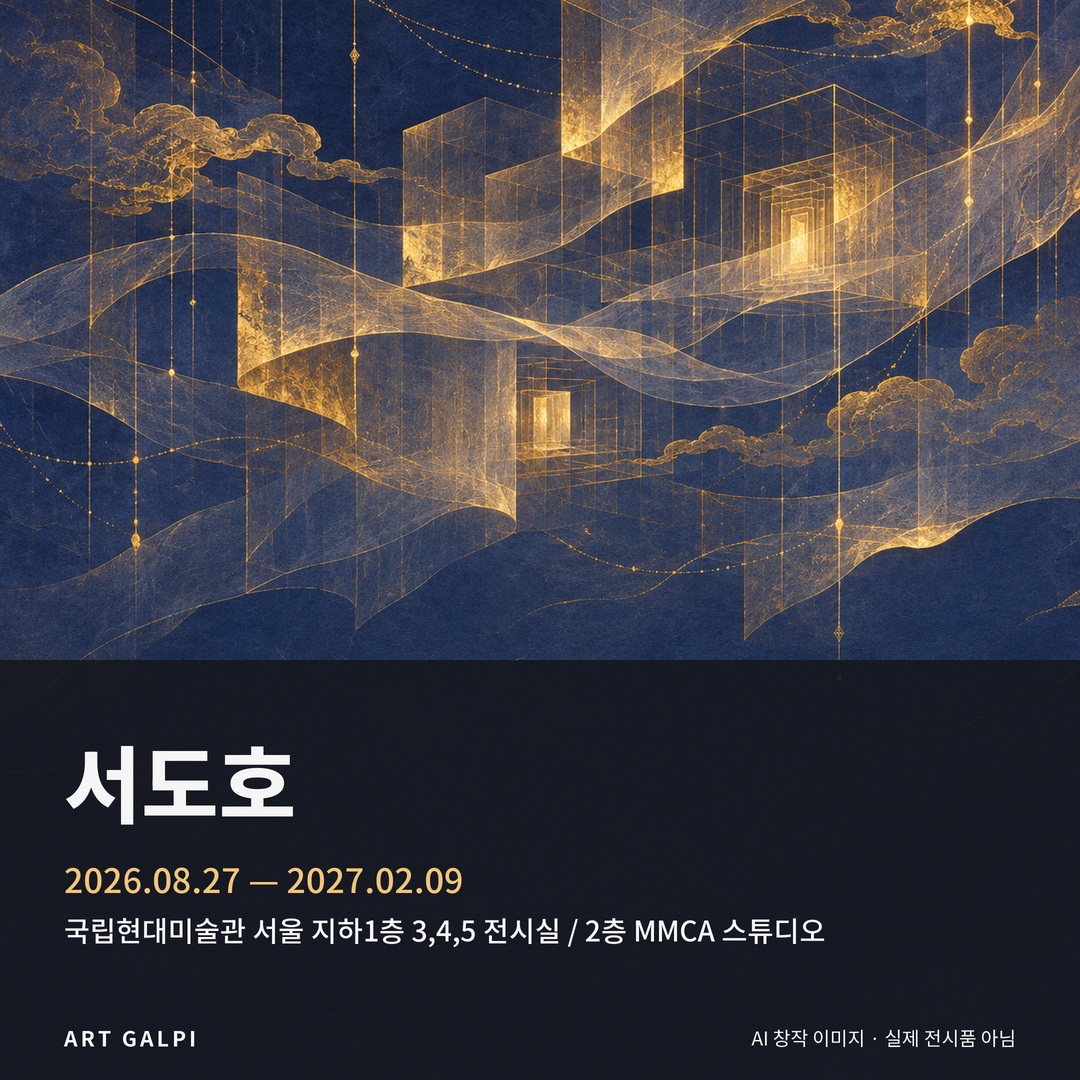 서도호
2026.08.27 — 2027.02.09
국립현대미술관 서울 지하1층 3,4,5 전시실 / 2층 MMCA 스튜디오
ART GALPI
AI 창작 이미지 · 실제 전시품 아님